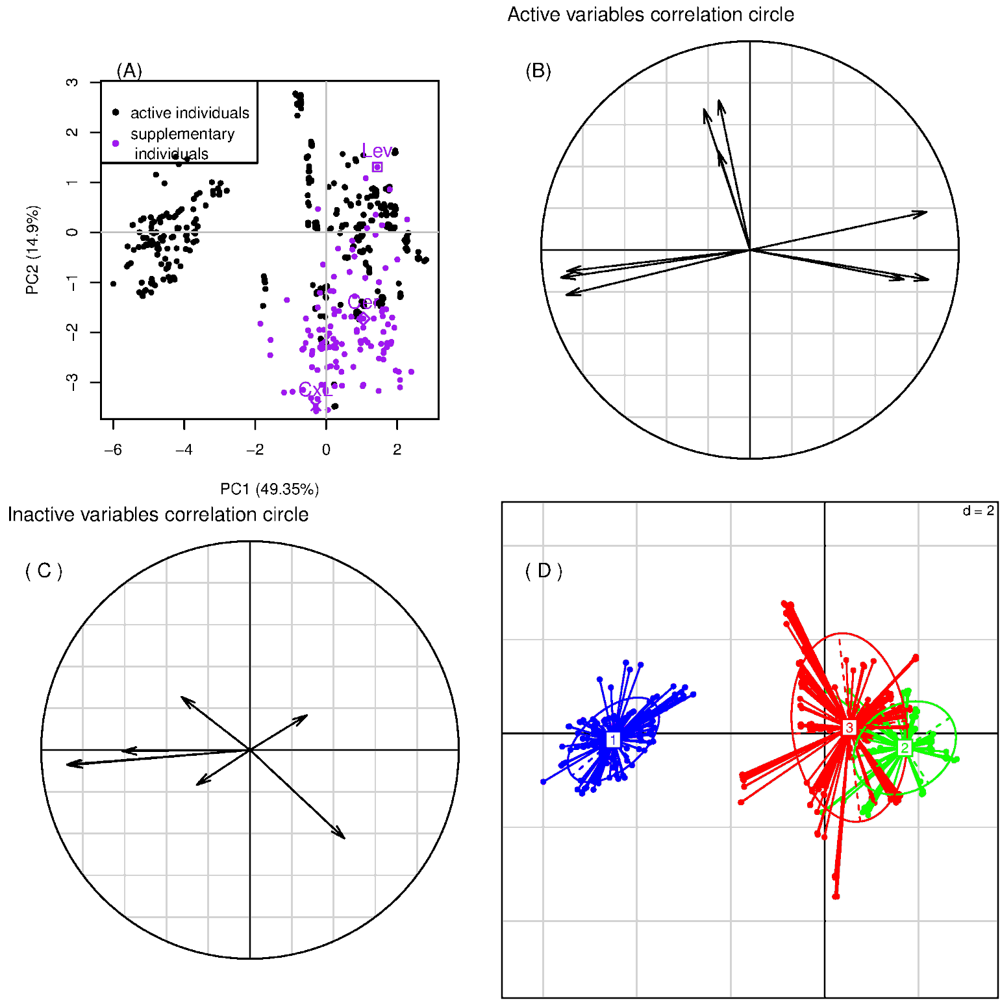 Active variables correlation circle
(A)
(B)
active individuals
supplementary
individuals
Lev
Cer
CxL
3
2
1
0
−1
−2
−3
PC2 (14.9%)
−6
−4
−2
0
2
PC1 (49.35%)
Inactive variables correlation circle
( C )
d = 2
( D )
1
3
2